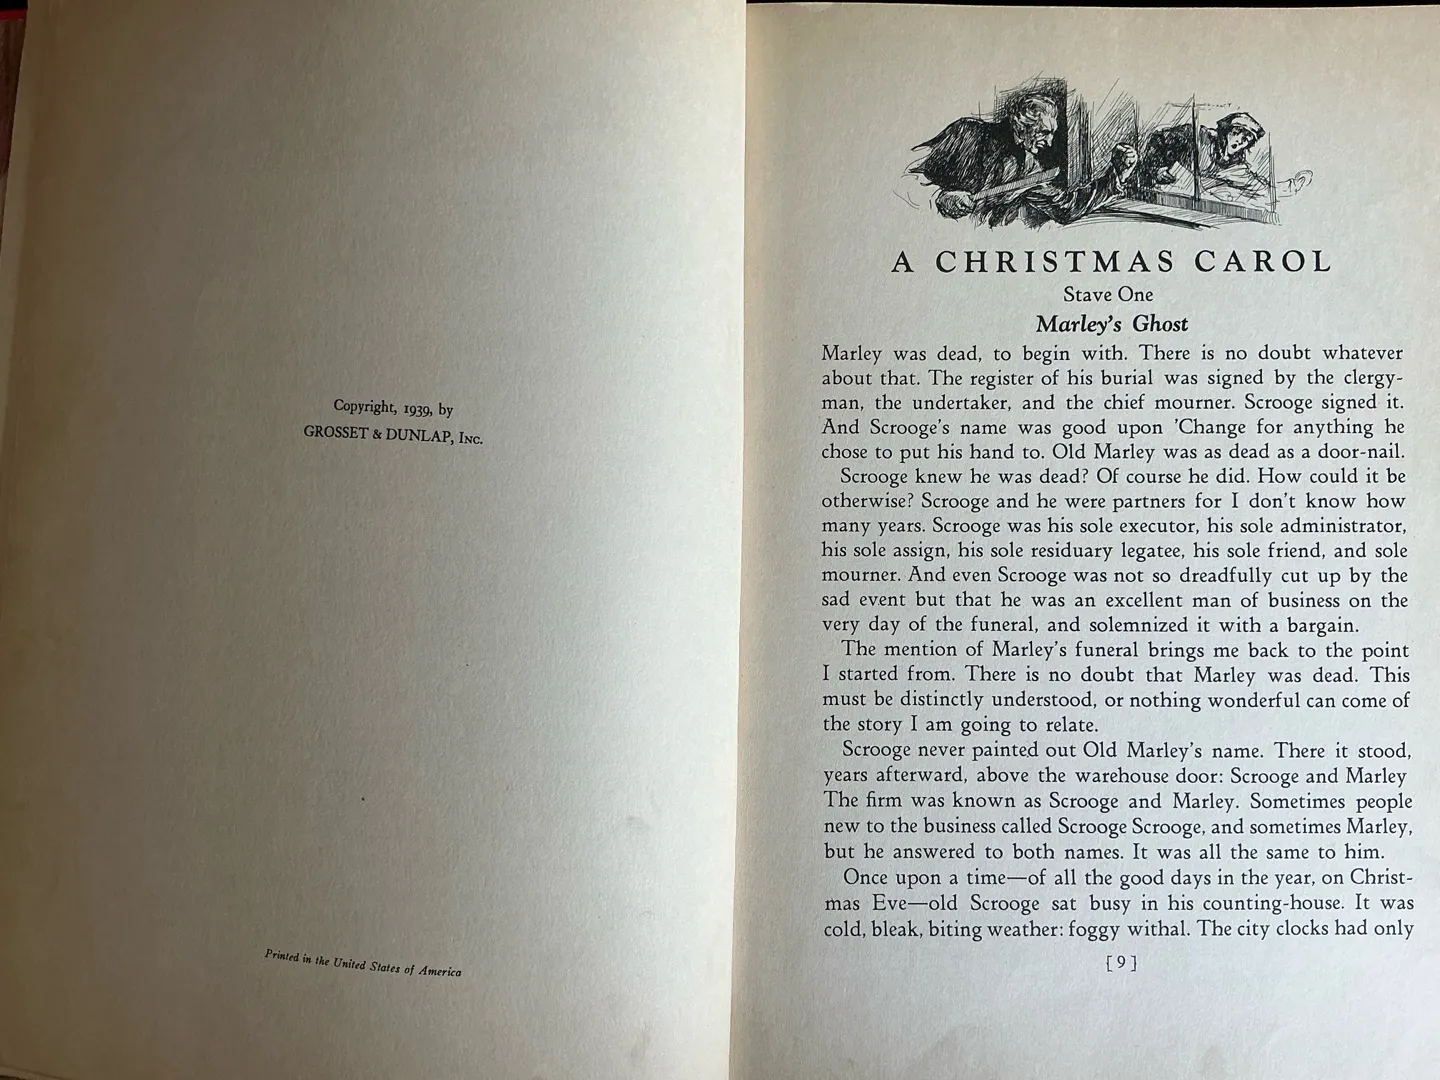 Copyright, 1939, by
GROSSET & DUNLAP, INC.
Printed in the United States of America
A CHRISTMAS CAROL
Stave One
Marley's Ghost
Marley was dead, to begin with. There is no doubt whatever
about that. The register of his burial was signed by the clergy-
man, the undertaker, and the chief mourner. Scrooge signed it.
And Scrooge's name was good upon 'Change for anything he
chose to put his hand to. Old Marley was as dead as a door-nail.
Scrooge knew he was dead? Of course he did. How could it be
otherwise? Scrooge and he were partners for I don't know how
many years. Scrooge was his sole executor, his sole administrator,
his sole assign, his sole residuary legatee, his sole friend, and sole
mourner. And even Scrooge was not so dreadfully cut up by the
sad event but that he was an excellent man of business on the
very day of the funeral, and solemnized it with a bargain.
The mention of Marley's funeral brings me back to the point
I started from. There is no doubt that Marley was dead. This
must be distinctly understood, or nothing wonderful can come of
the story I am going to relate.
Scrooge never painted out Old Marley's name. There it stood,
years afterward, above the warehouse door: Scrooge and Marley
The firm was known as Scrooge and Marley. Sometimes people
new to the business called Scrooge Scrooge, and sometimes Marley,
but he answered to both names. It was all the same to him.
Once upon a time—of all the good days in the year, on Christ-
mas Eve—old Scrooge sat busy in his counting-house. It was
cold, bleak, biting weather: foggy withal. The city clocks had only
[9]